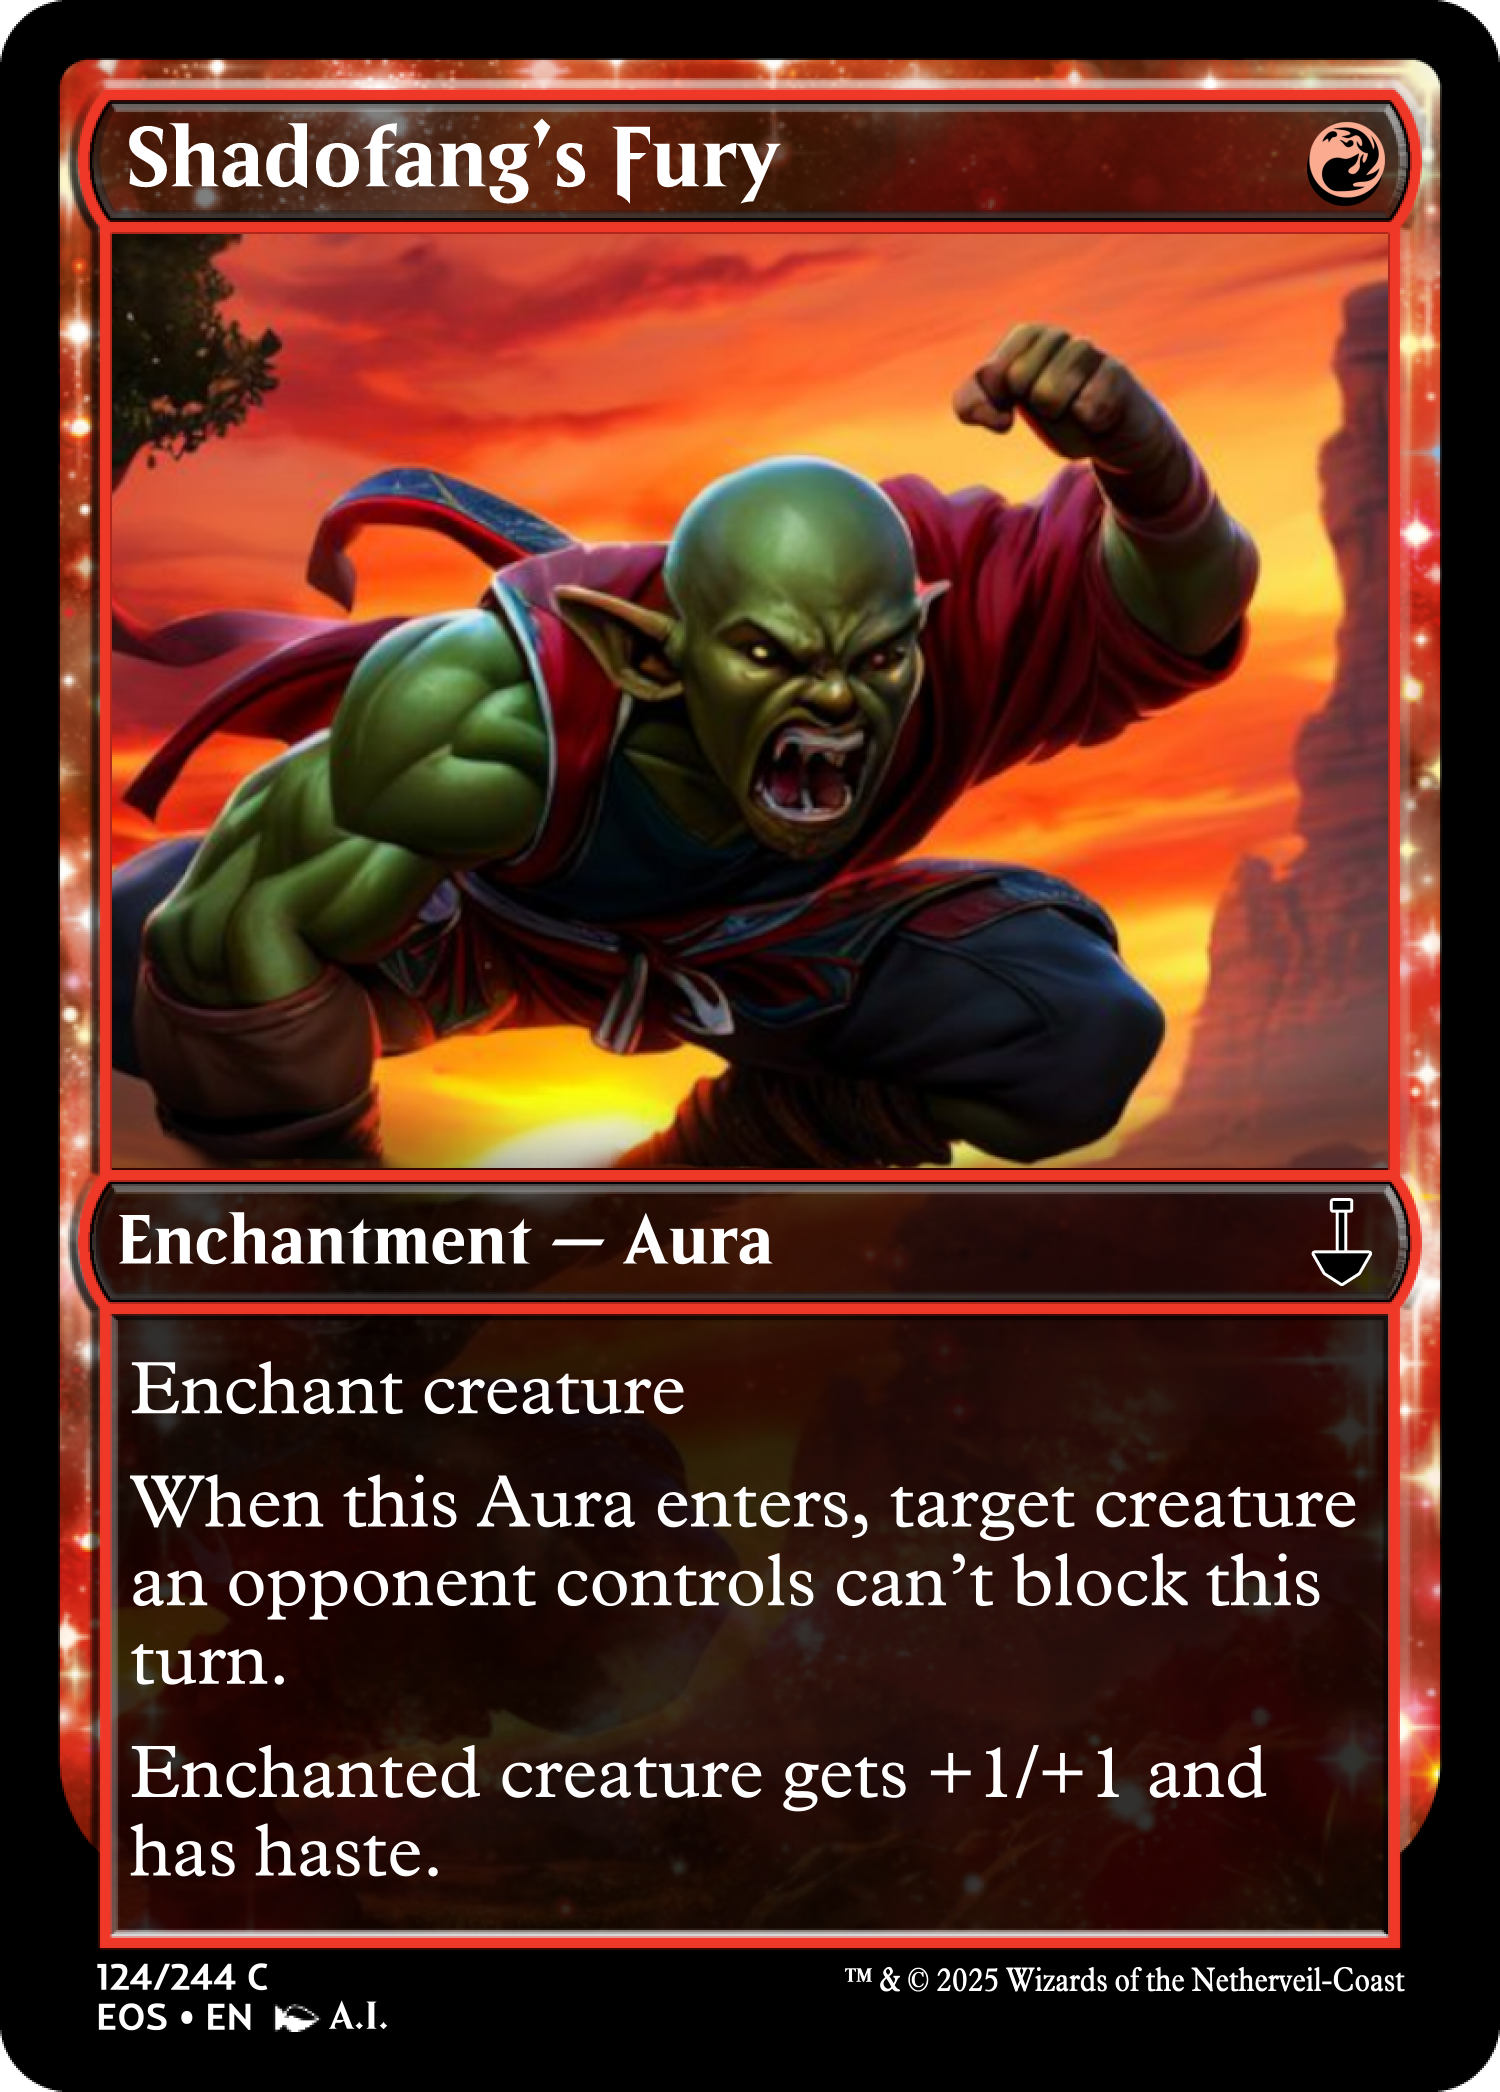 Shadofang’s Fury
Enchantment — Aura
Enchant creature
When this Aura enters, target creature
an opponent controls can’t block this
turn.
Enchanted creature gets +1/+1 and
has haste.
124/244 C
EOS • EN A.I.
™ & © 2025 Wizards of the Netherveil-Coast